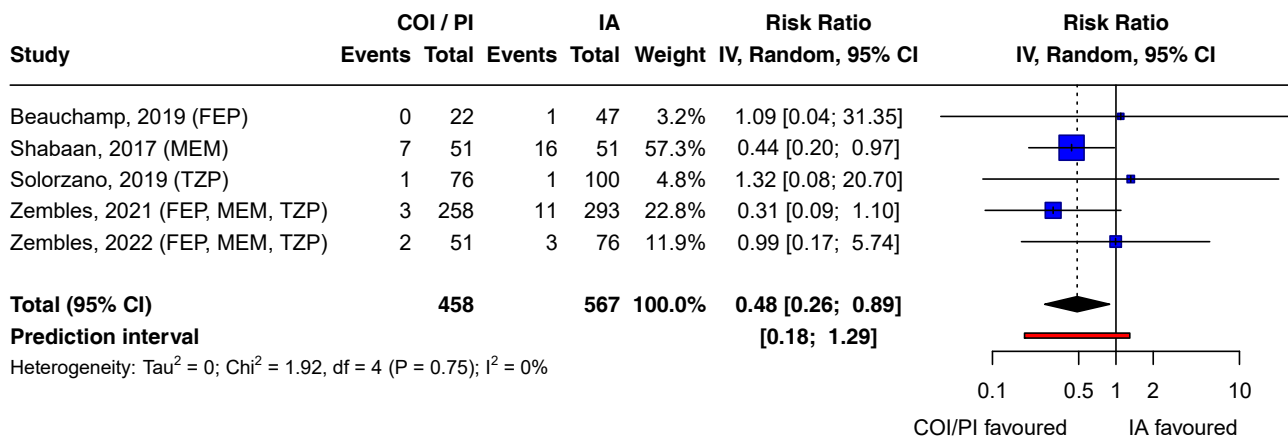 COI / PI IA Risk Ratio Risk Ratio
Study Events Total Events Total Weight IV, Random, 95% CI IV, Random, 95% CI
Beauchamp, 2019 (FEP) 0 22 1 47 3.2% 1.09 [0.04; 31.35]
Shabaan, 2017 (MEM) 7 51 16 51 57.3% 0.44 [0.20; 0.97]
Solorzano, 2019 (TZP) 1 76 1 100 4.8% 1.32 [0.08; 20.70]
Zembles, 2021 (FEP, MEM, TZP) 3 258 11 293 22.8% 0.31 [0.09; 1.10]
Zembles, 2022 (FEP, MEM, TZP) 2 51 3 76 11.9% 0.99 [0.17; 5.74]
Total (95% CI) 458 567 100.0% 0.48 [0.26; 0.89]
Prediction interval [0.18; 1.29]
Heterogeneity: Tau² = 0; Chi² = 1.92, df = 4 (P = 0.75); I² = 0%
0.1 0.5 1 2 10
COI/PI favoured IA favoured